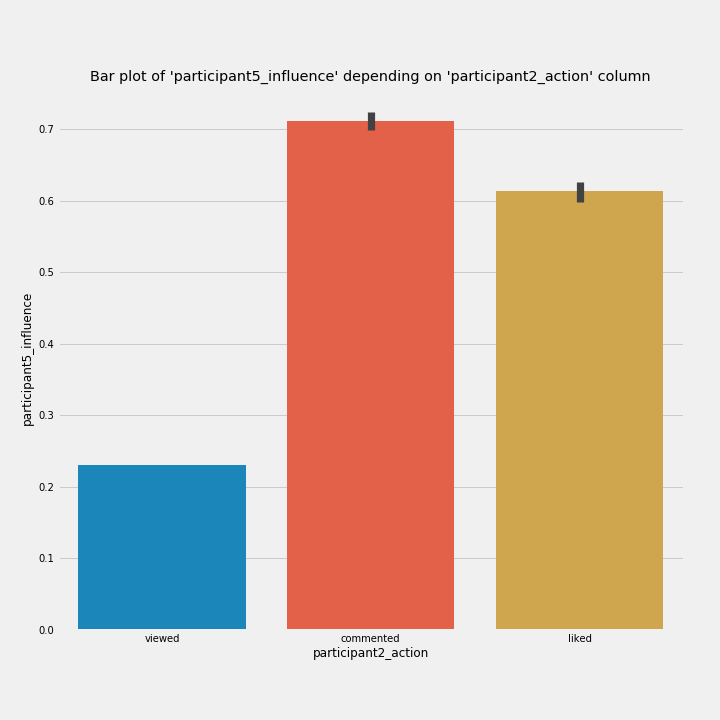 Bar plot of 'participant5_influence' depending on 'participant2_action' column
participant5_influence
0.7
0.6
0.5
0.4
0.3
0.2
0.1
0.0
viewed
commented
liked
participant2_action